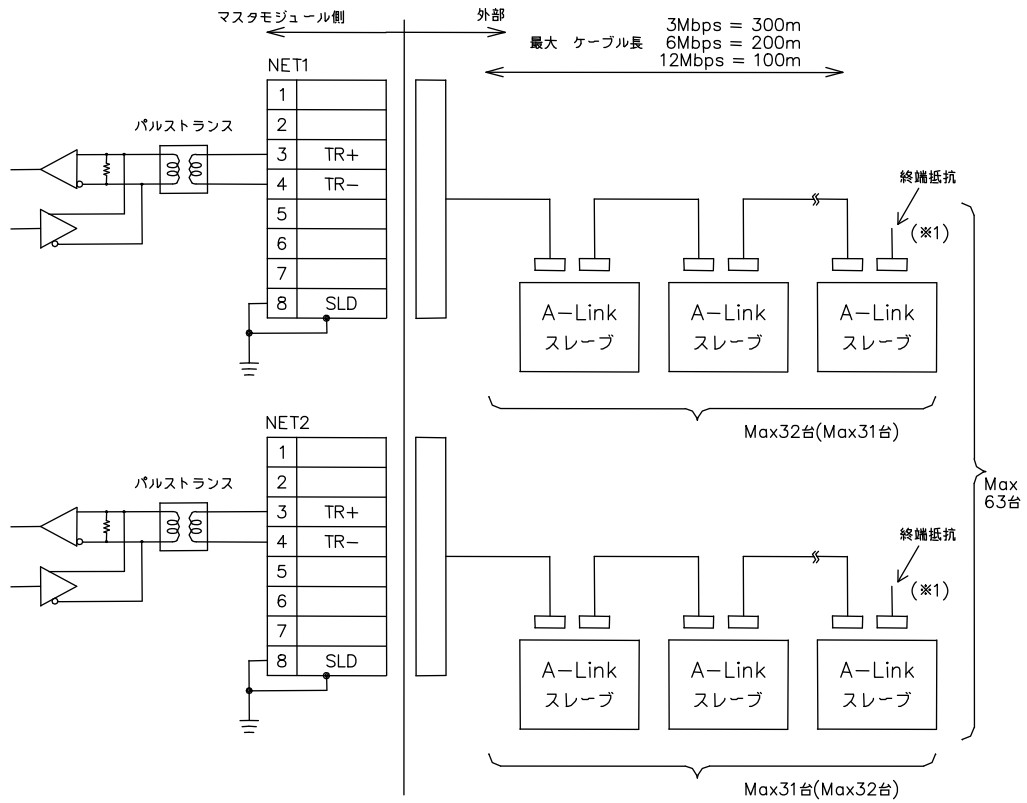 マスタモジュール側
外部
最大 ケーブル長
3Mbps = 300m
6Mbps = 200m
12Mbps = 100m
NET1
1
2
3 TR+
4 TR−
5
6
7
8 SLD
パルストランス
終端抵抗
(※1)
A−Link
スレーブ
A−Link
スレーブ
A−Link
スレーブ
Max32台(Max31台)
Max
63台
NET2
1
2
3 TR+
4 TR−
5
6
7
8 SLD
パルストランス
終端抵抗
(※1)
A−Link
スレーブ
A−Link
スレーブ
A−Link
スレーブ
Max31台(Max32台)